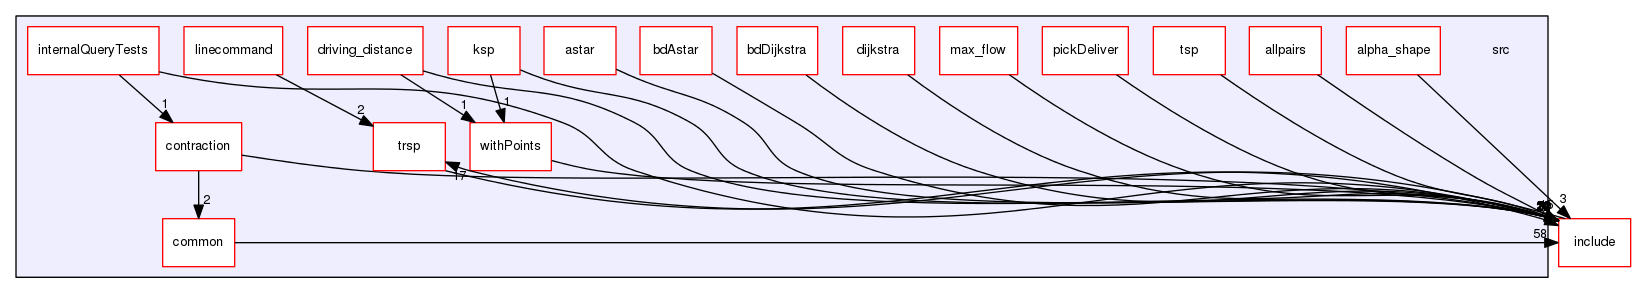 internalQueryTests
linecommand
driving_distance
ksp
astar
bdAstar
bdDijkstra
dijkstra
max_flow
pickDeliver
tsp
allpairs
alpha_shape
src
1
2
1
1
contraction
trsp
withPoints
17
2
3
common
58
include